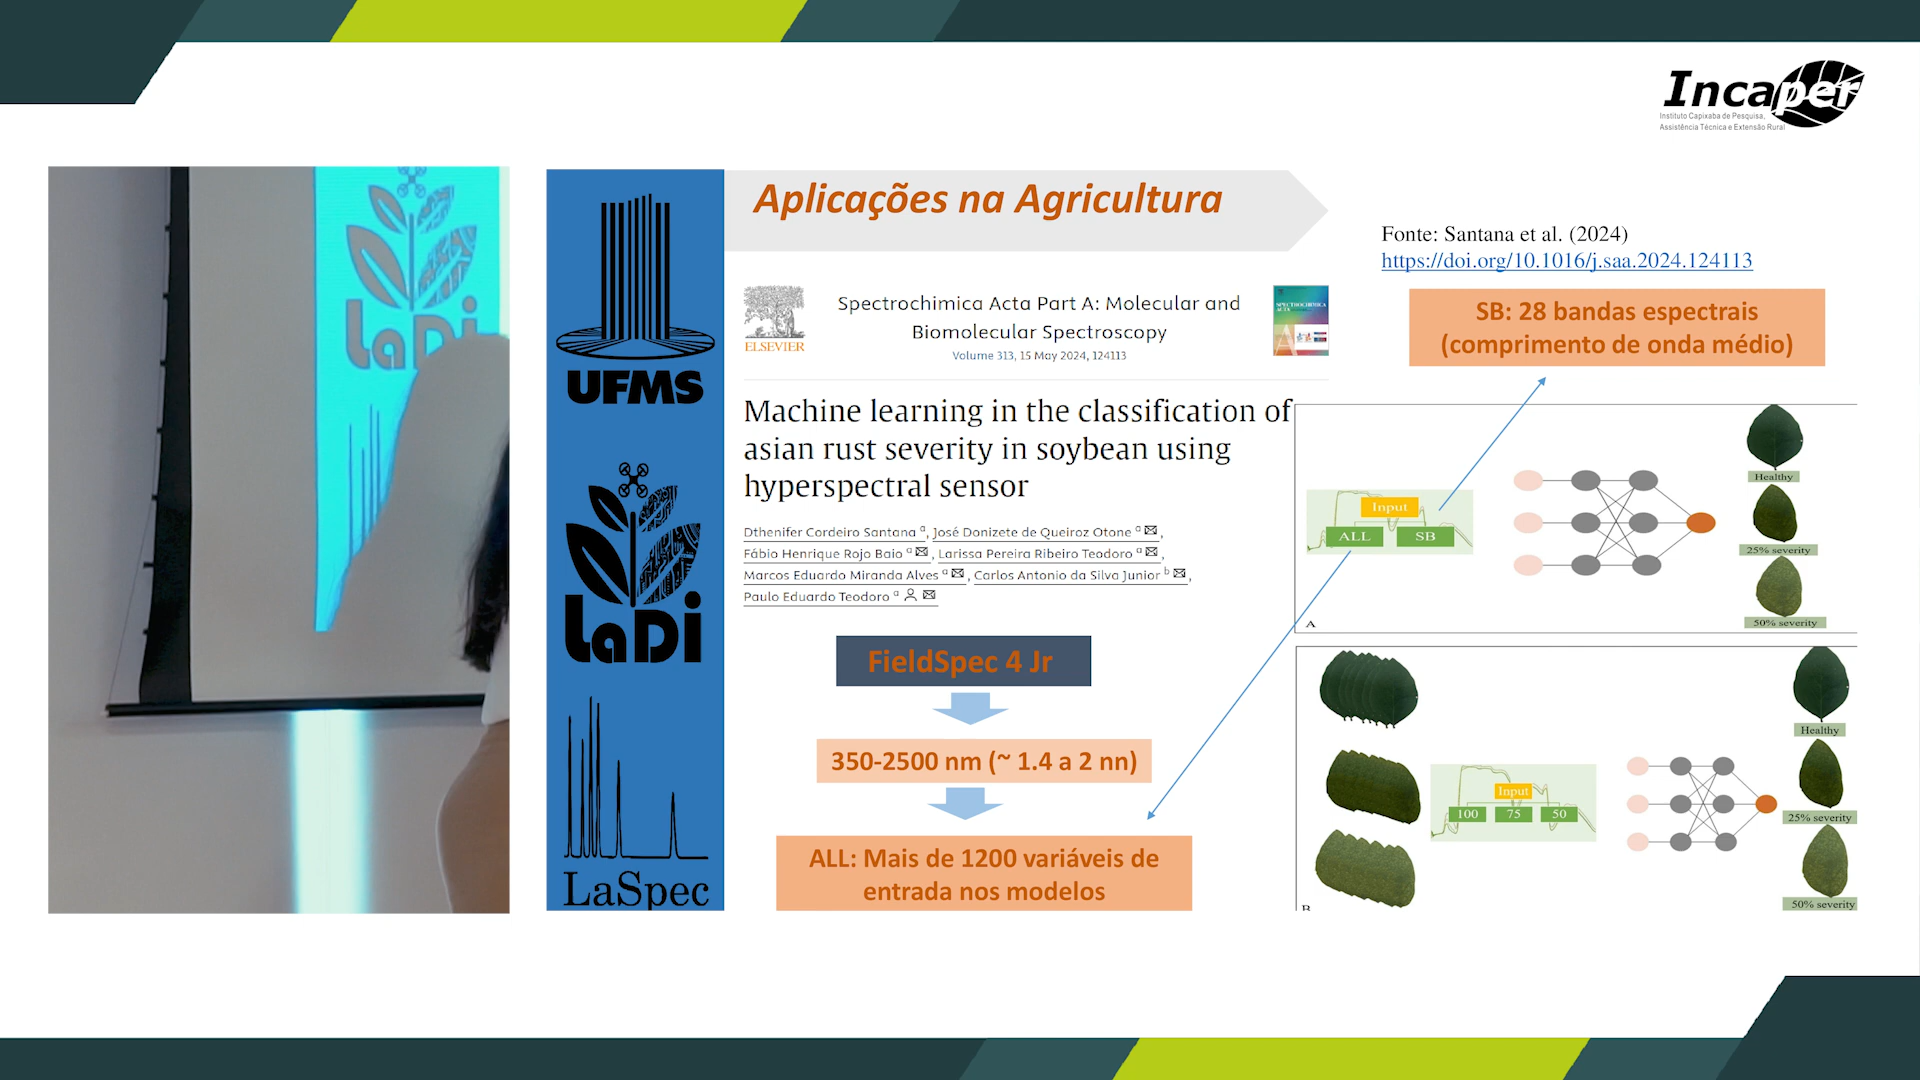 Incaper
Instituto Capixaba de Pesquisa,
Assistência Técnica e Extensão Rural
LaDi
UFMS
LaDi
LaSpec
Aplicações na Agricultura
Fonte: Santana et al. (2024)
https://doi.org/10.1016/j.saa.2024.124113
ELSEVIER
Spectrochimica Acta Part A: Molecular and
Biomolecular Spectroscopy
Volume 313, 15 May 2024, 124113
SPECTROCHIMICA
ACTA
A
Machine learning in the classification of
asian rust severity in soybean using
hyperspectral sensor
Dthenifer Cordeiro Santana a, José Donizete de Queiroz Otone a,
Fábio Henrique Rojo Baio a, Larissa Pereira Ribeiro Teodoro a,
Marcos Eduardo Miranda Alves a, Carlos Antonio da Silva Junior b,
Paulo Eduardo Teodoro a
FieldSpec 4 Jr
350-2500 nm (~ 1.4 a 2 nn)
ALL: Mais de 1200 variáveis de
entrada nos modelos
SB: 28 bandas espectrais
(comprimento de onda médio)
Input
ALL SB
Healthy
25% severity
50% severity
A
Input
100 75 50
Healthy
25% severity
50% severity
B